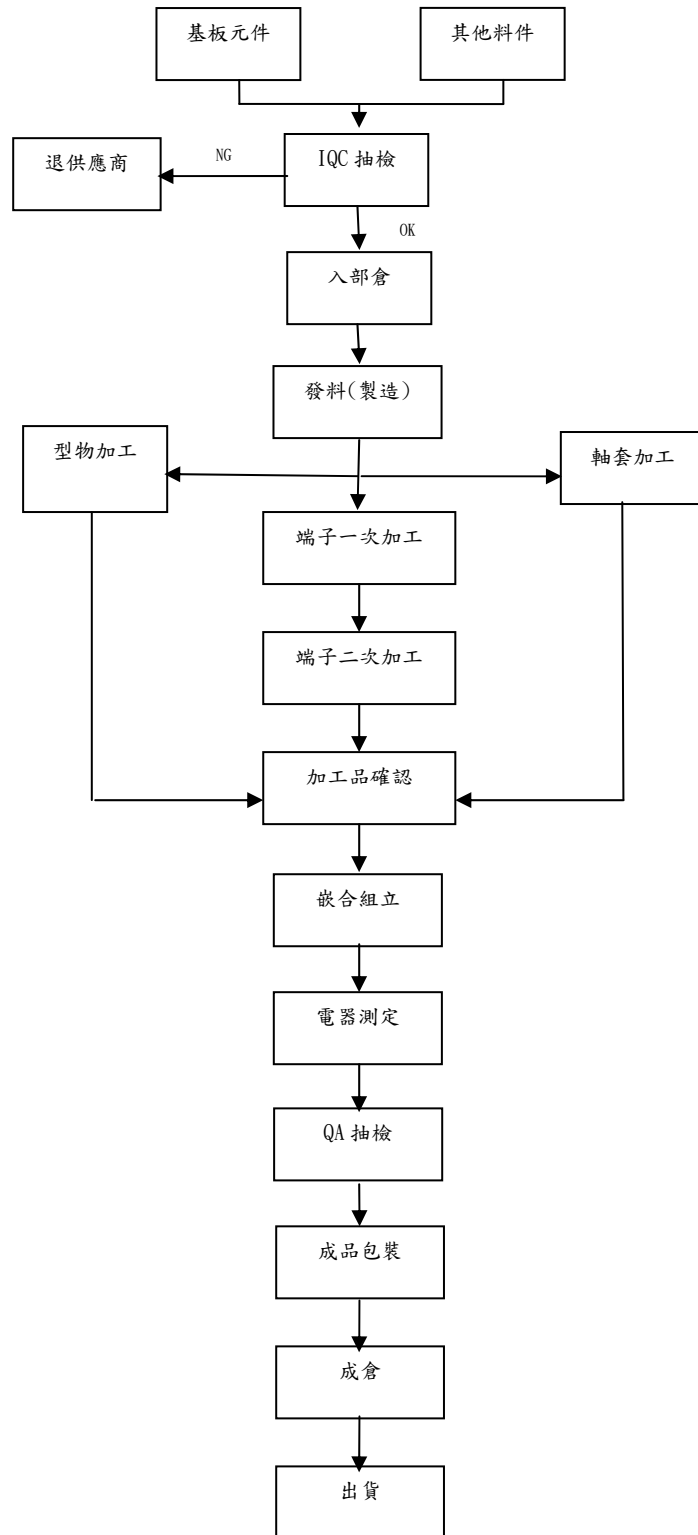 基板元件
其他料件
退供應商
NG
IQC 抽檢
OK
入部倉
發料(製造)
型物加工
軸套加工
端子一次加工
端子二次加工
加工品確認
嵌合組立
電器測定
QA 抽檢
成品包裝
成倉
出貨